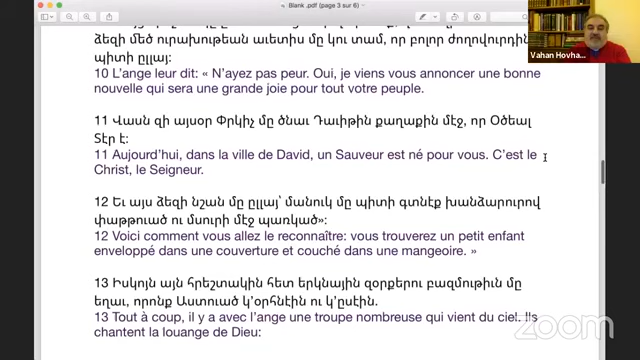 Blank .pdf (page 3 sur 6)
Vahan Hovha...
ձեզի մեծ ուրախութեան աւետիս մը կու տամ, որ բոլոր ժողովուրդին
պիտի ըլլայ:
10 L'ange leur dit: « N'ayez pas peur. Oui, je viens vous annoncer une bonne
nouvelle qui sera une grande joie pour tout votre peuple.
11 Վասն զի այսօր Փրկիչ մը ծնաւ Դաւիթին քաղաքին մէջ, որ Օծեալ
Տէր է:
11 Aujourd'hui, dans la ville de David, un Sauveur est né pour vous. C'est le
Christ, le Seigneur.
12 Եւ այս ձեզի նշան մը ըլլայ՝ մանուկ մը պիտի գտնէք խանձարուրով
փաթթուած ու մսուրի մէջ պառկած»:
12 Voici comment vous allez le reconnaître: vous trouverez un petit enfant
enveloppé dans une couverture et couché dans une mangeoire. »
13 Իսկոյն այն հրեշտակին հետ երկնային զօրքերու բազմութիւն մը
եղաւ, որոնք Աստուած կ'օրհնէին ու կ'ըսէին.
13 Tout à coup, il y a avec l'ange une troupe nombreuse qui vient du ciel. Ils
chantent la louange de Dieu:
zoom